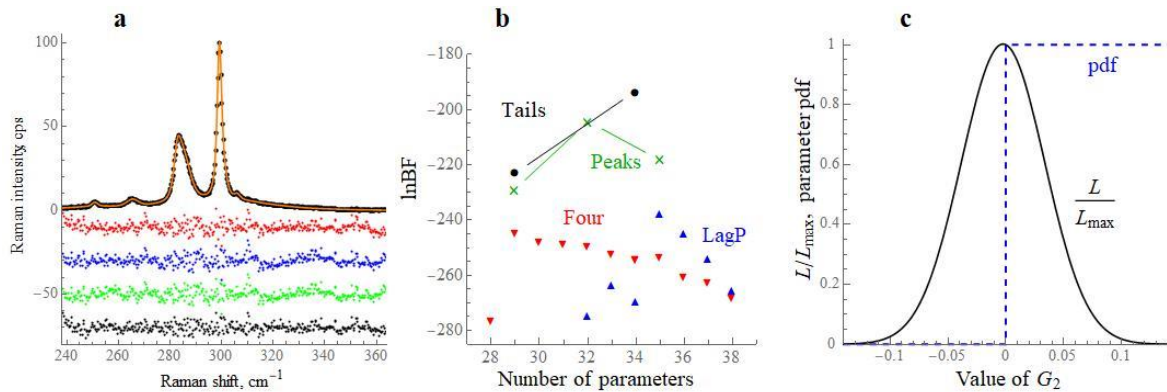 a
100
50
0
−50
Raman intensity, cps
240 260 280 300 320 340 360
Raman shift, cm⁻¹
b
−180
−200
−220
−240
−260
−280
lnBF
Tails
Peaks
Four
LagP
28 30 32 34 36 38
Number of parameters
c
1
0.8
0.6
0.4
0.2
0
L/Lmax, parameter pdf
pdf
L
Lmax
−0.1 −0.05 0 0.05 0.1
Value of G₂